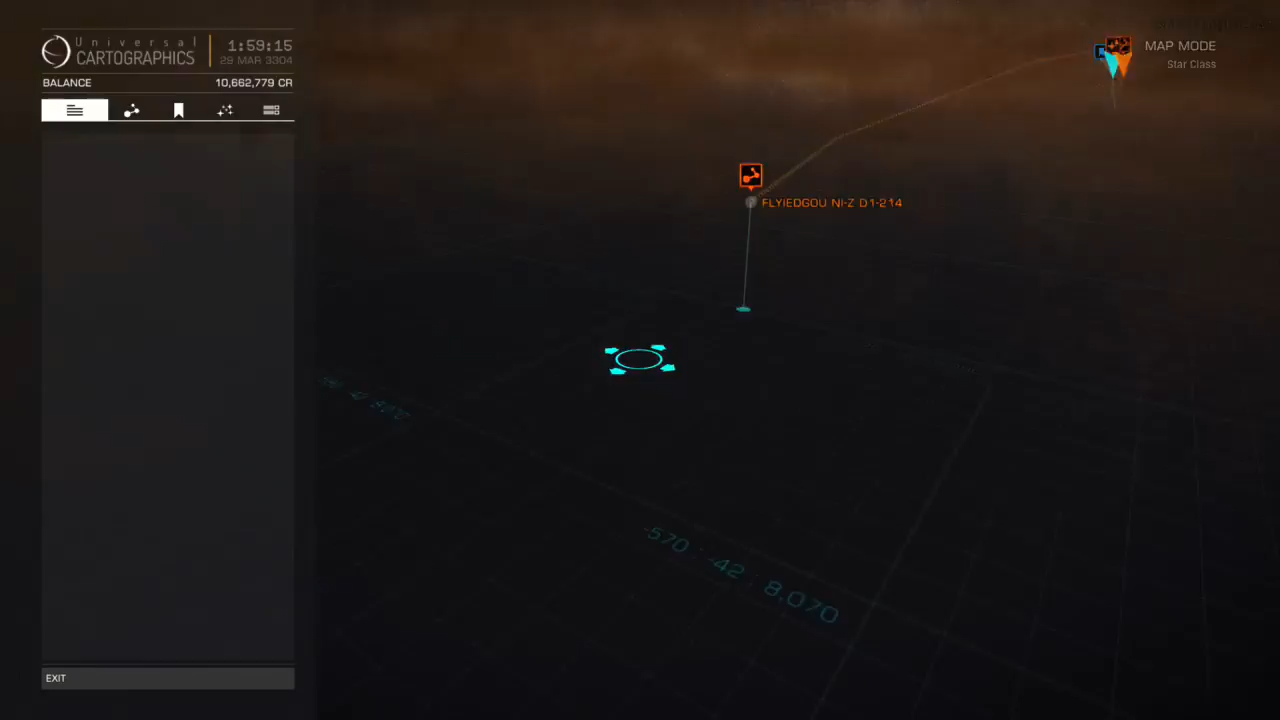 Universal
CARTOGRAPHICS
1:59:15
29 MAR 3304
BALANCE 10,662,779 CR
MAP MODE
Star Class
FLYIEDGOU NI-Z D1-214
-570 : -42 : 8,070
EXIT